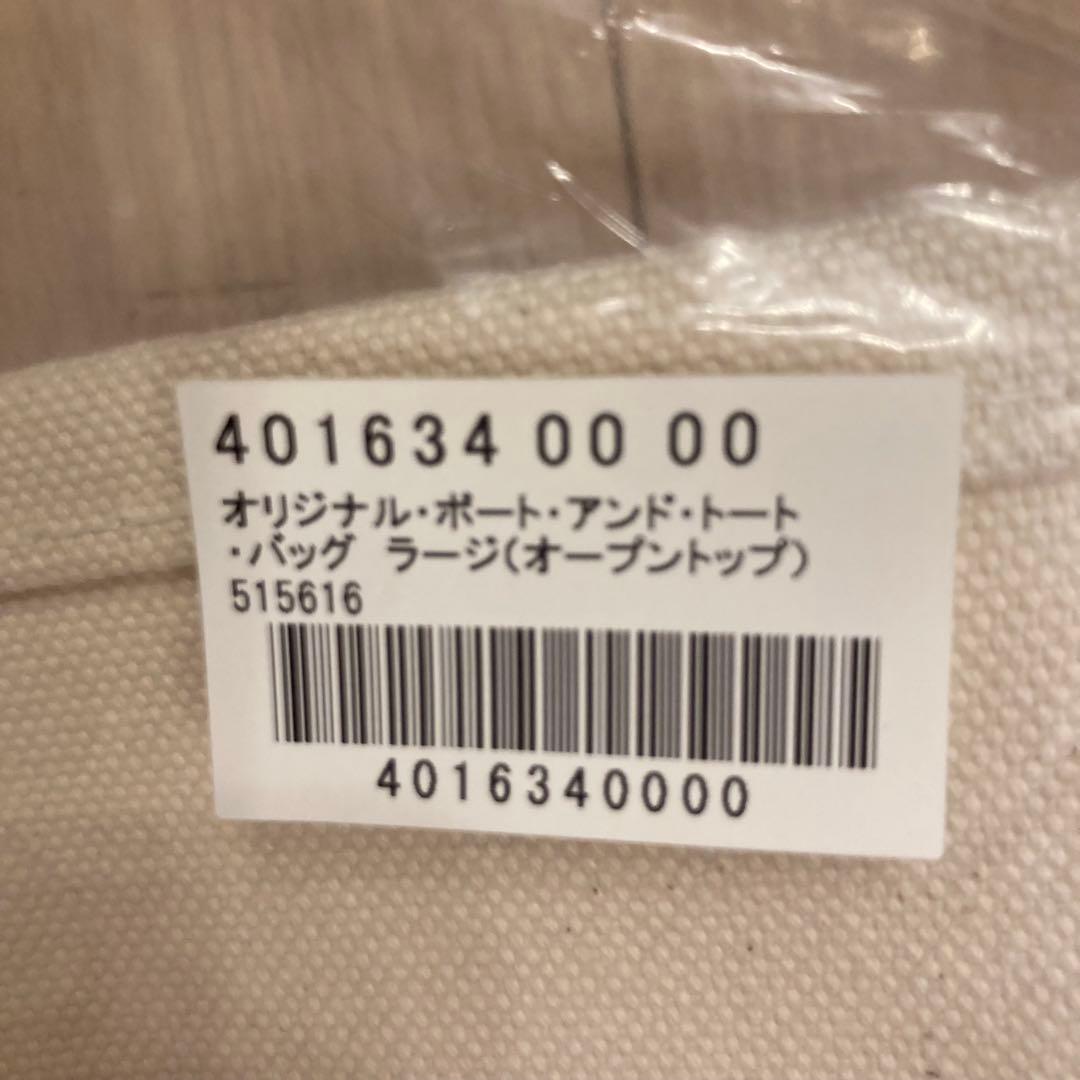 401634 00 00
オリジナル・ボート・アンド・トート
・バッグ ラージ(オープントップ)
515616
4016340000